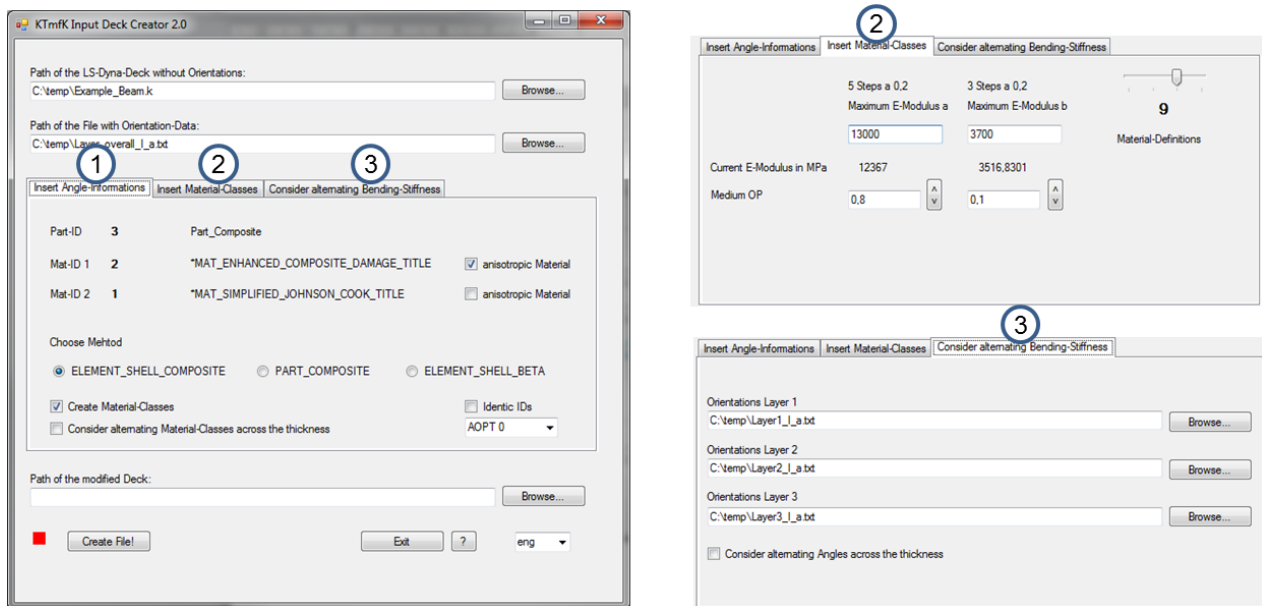 KTmfK Input Deck Creator 2.0
Path of the LS-Dyna-Deck without Orientations:
C:\temp\Example_Beam.k
Browse...
Path of the File with Orientation-Data:
C:\temp\Layer_overall_l_a.txt
Browse...
1
2
3
Insert Angle-Informations
Insert Material-Classes
Consider alternating Bending-Stiffness
Part-ID 3 Part_Composite
Mat-ID 1 2 *MAT_ENHANCED_COMPOSITE_DAMAGE_TITLE anisotropic Material
Mat-ID 2 1 *MAT_SIMPLIFIED_JOHNSON_COOK_TITLE anisotropic Material
Choose Mehtod
ELEMENT_SHELL_COMPOSITE PART_COMPOSITE ELEMENT_SHELL_BETA
Create Material-Classes Identic IDs
Consider alternating Material-Classes across the thickness AOPT 0
Path of the modified Deck:
Browse...
Create File! Exit ? eng
2
Insert Angle-Informations Insert Material-Classes Consider alternating Bending-Stiffness
5 Steps a 0,2 3 Steps a 0,2
Maximum E-Modulus a Maximum E-Modulus b 9
13000 3700 Material-Definitions
Current E-Modulus in MPa 12367 3516,8301
Medium OP 0,8 0,1
3
Insert Angle-Informations Insert Material-Classes Consider alternating Bending-Stiffness
Orientations Layer 1
C:\temp\Layer1_l_a.txt Browse...
Orientations Layer 2
C:\temp\Layer2_l_a.txt Browse...
Orientations Layer 3
C:\temp\Layer3_l_a.txt Browse...
Consider alternating Angles across the thickness